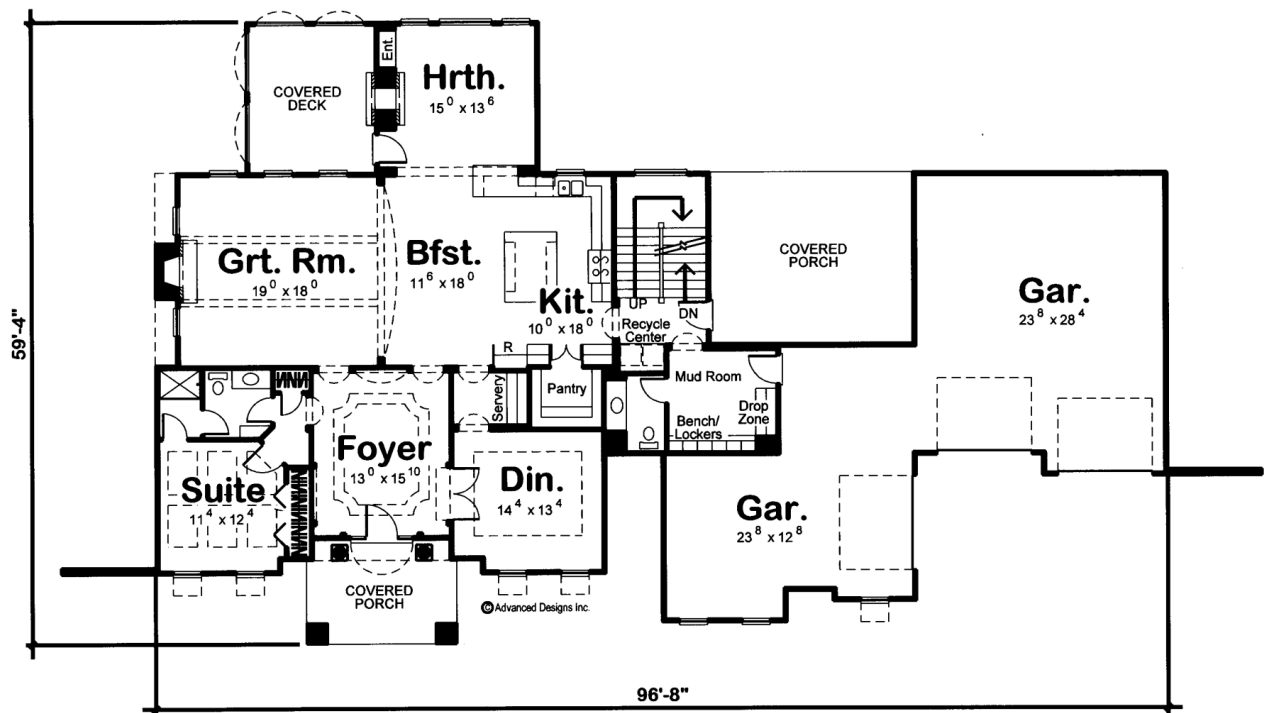 Ent.
Hrth.
15⁰ x 13⁶
COVERED
DECK
Grt. Rm.
19⁰ x 18⁰
Bfst.
11⁶ x 18⁰
Kit.
10⁰ x 18⁰
UP
DN
Recycle
Center
COVERED
PORCH
Gar.
23⁸ x 28⁴
R
Servery
Pantry
Mud Room
Bench/
Lockers
Drop
Zone
Foyer
13⁰ x 15¹⁰
Suite
11⁴ x 12⁴
Din.
14⁴ x 13⁴
Gar.
23⁸ x 12⁸
COVERED
PORCH
© Advanced Designs Inc.
59'-4"
96'-8"